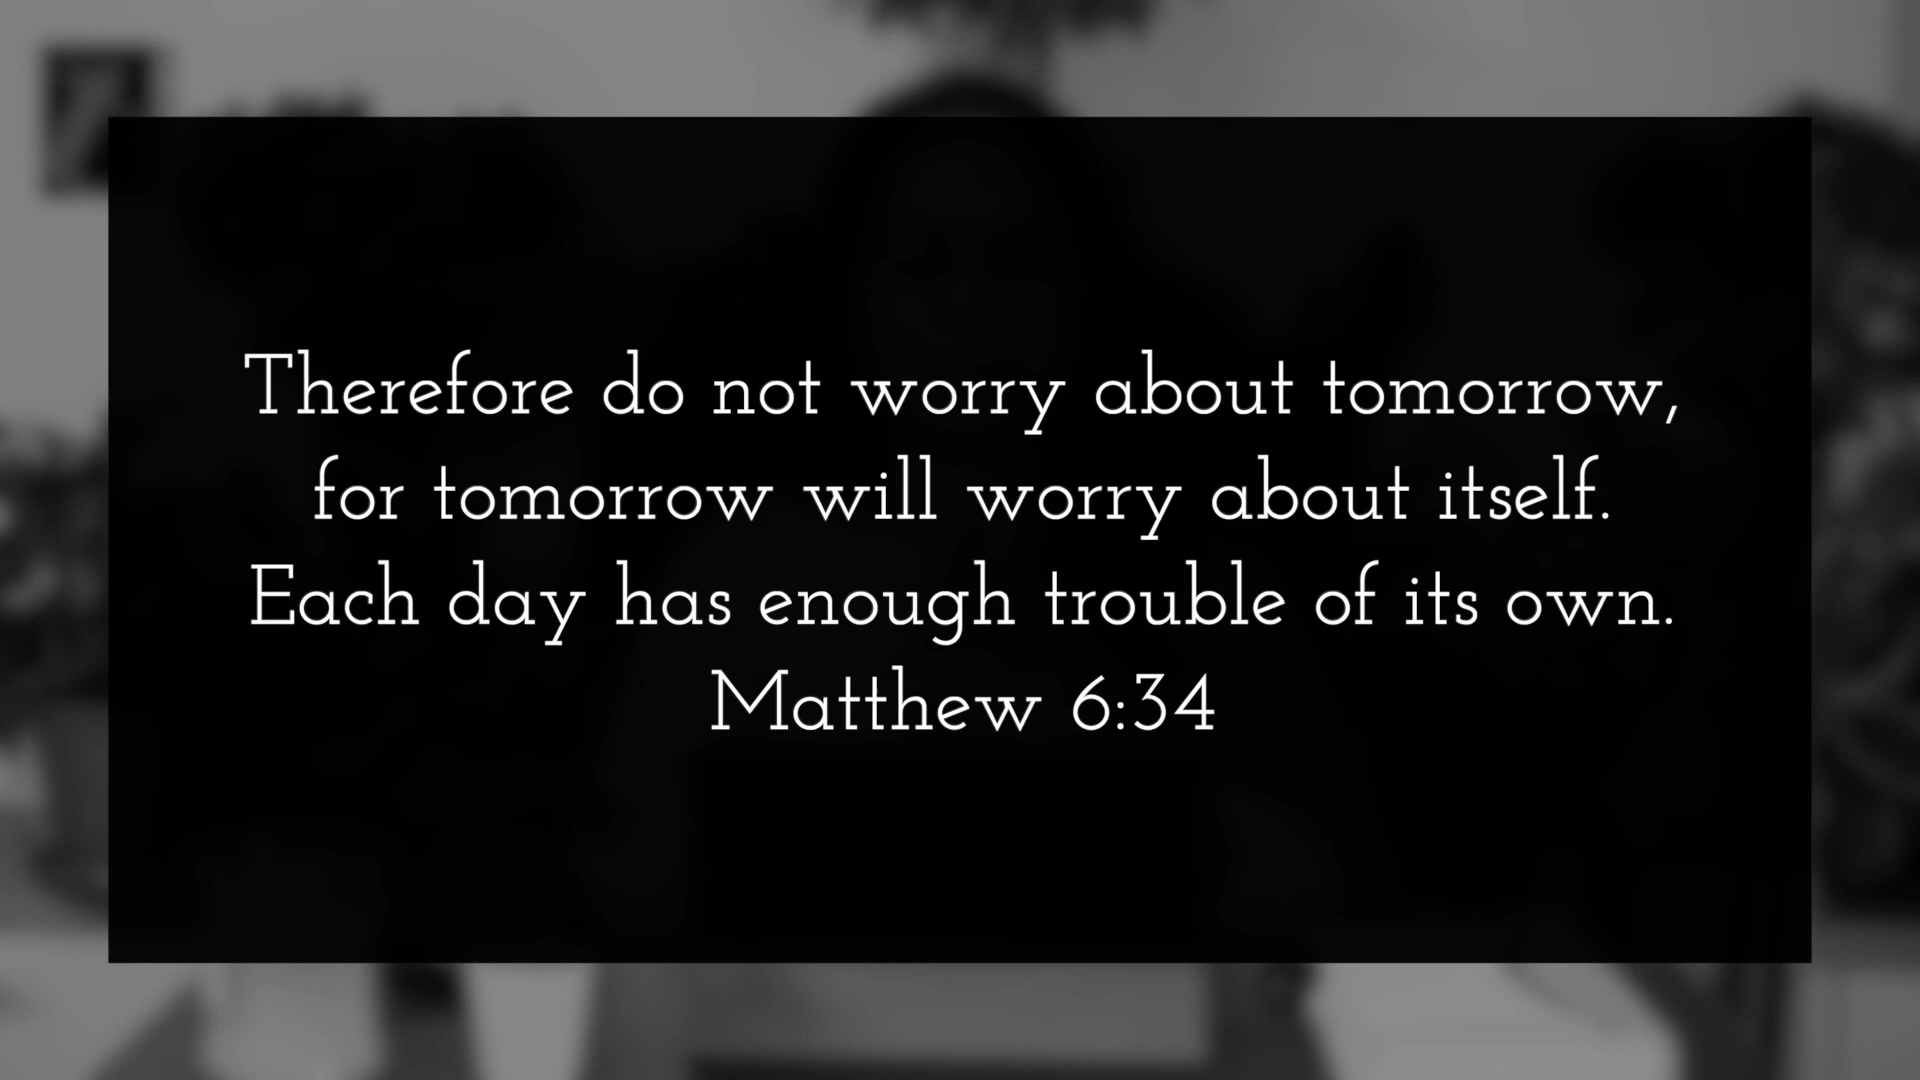 Therefore do not worry about tomorrow,
for tomorrow will worry about itself.
Each day has enough trouble of its own.
Matthew 6:34